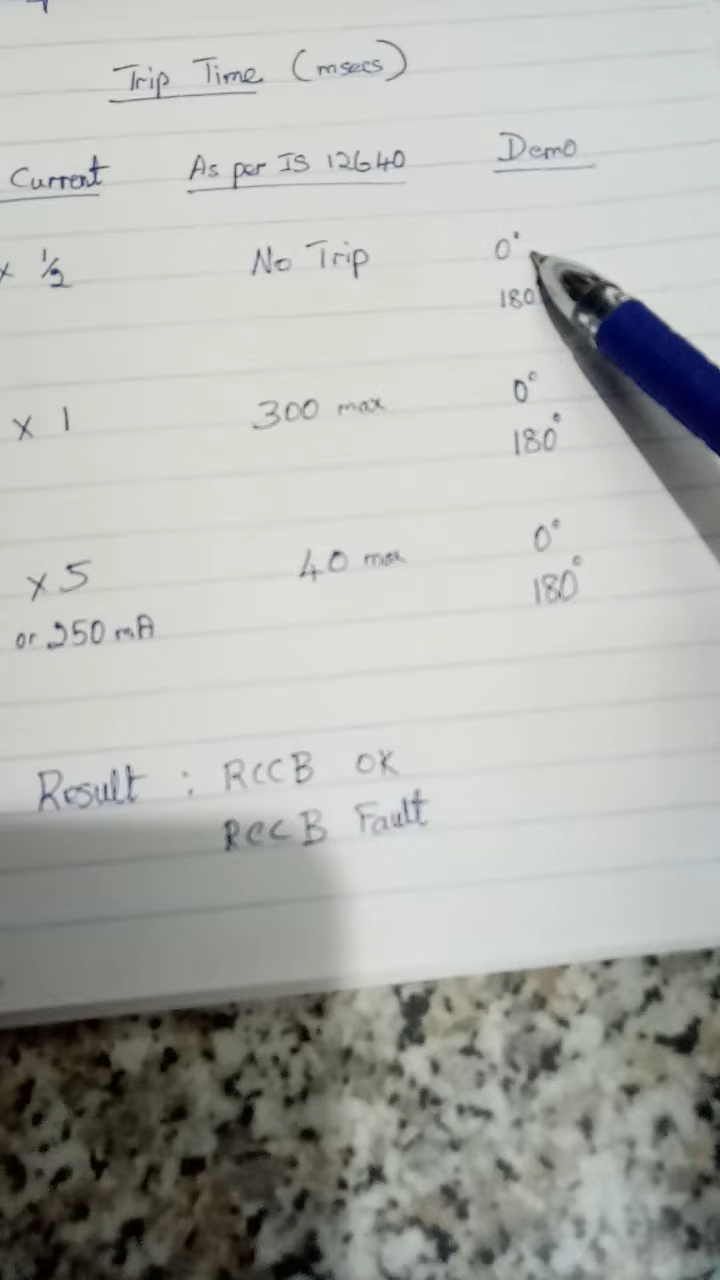 Trip Time (msecs)
Current As per IS 12640 Demo
x 1/2 No Trip 0°
180
x 1 300 max 0°
180°
x 5 40 max 0°
180°
or 250 mA
Result : RCCB OK
RCCB Fault